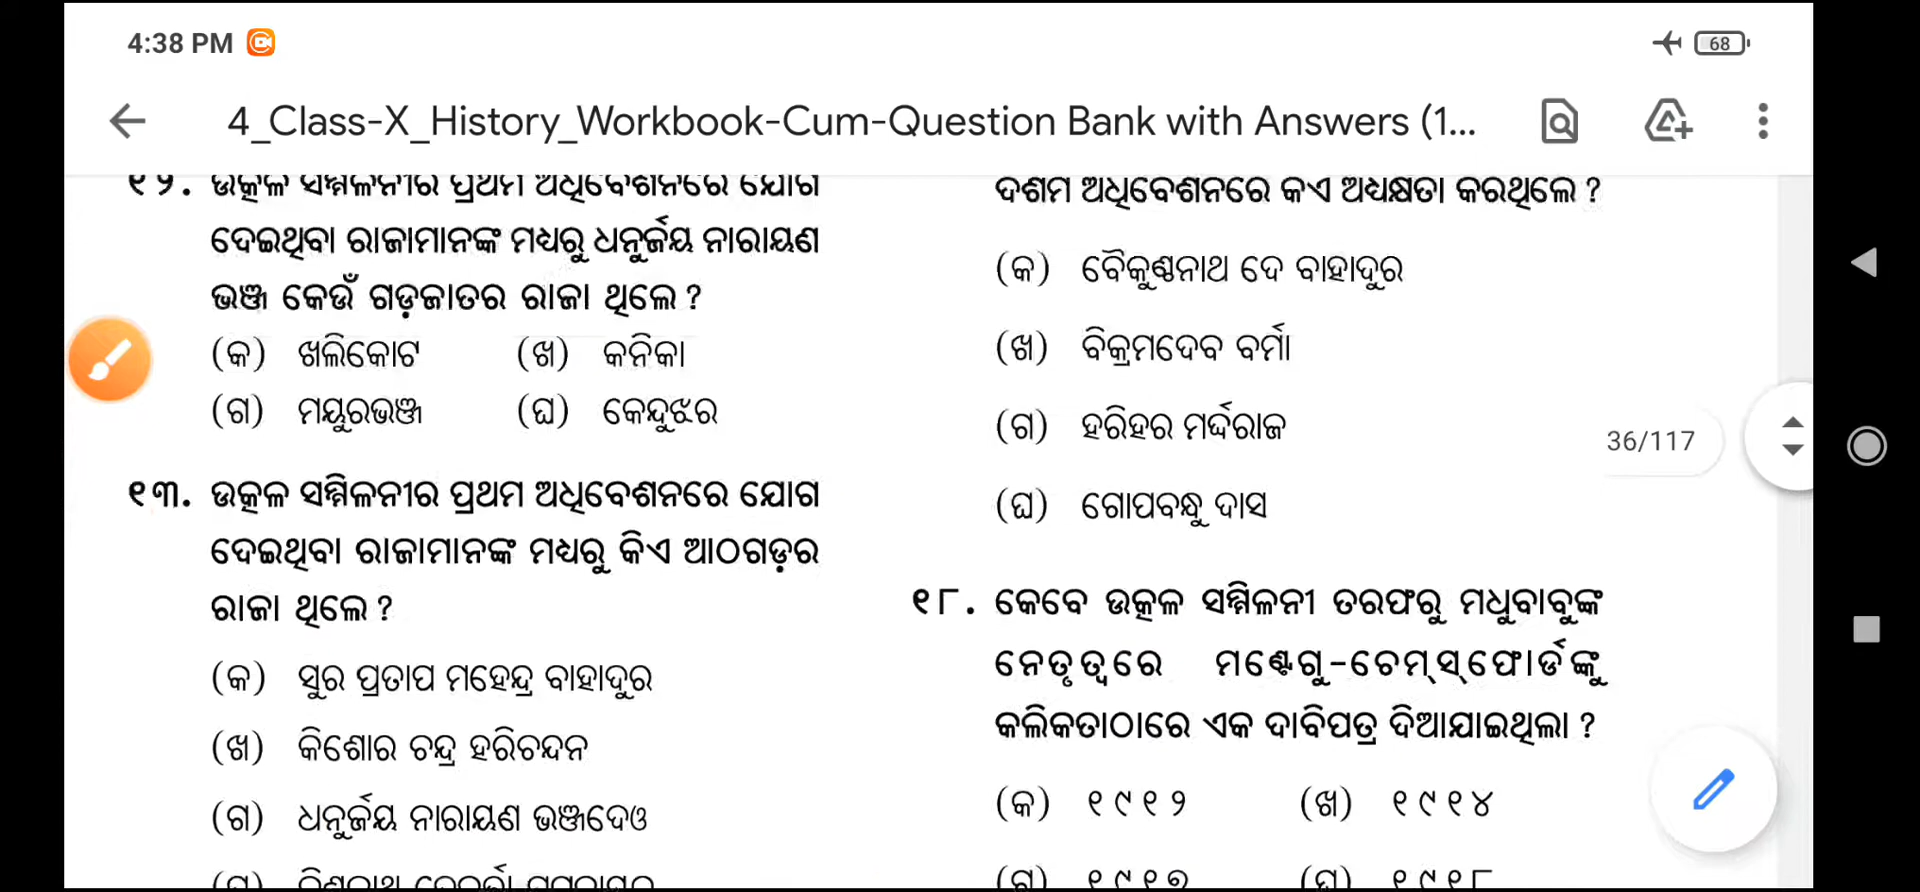 4:38 PM
68
4_Class-X_History_Workbook-Cum-Question Bank with Answers (1...
୧୨. ଉତ୍କଳ ସମ୍ମିଳନୀର ପ୍ରଥମ ଅଧିବେଶନରେ ଯୋଗ
ଦେଇଥିବା ରାଜାମାନଙ୍କ ମଧ୍ୟରୁ ଧନୁର୍ଜୟ ନାରାୟଣ
ଭଞ୍ଜ କେଉଁ ଗଡ଼ଜାତର ରାଜା ଥିଲେ ?
(କ) ଖଲିକୋଟ (ଖ) କନିକା
(ଗ) ମୟୁରଭଞ୍ଜ (ଘ) କେନ୍ଦୁଝର
୧୩. ଉତ୍କଳ ସମ୍ମିଳନୀର ପ୍ରଥମ ଅଧିବେଶନରେ ଯୋଗ
ଦେଇଥିବା ରାଜାମାନଙ୍କ ମଧ୍ୟରୁ କିଏ ଆଠଗଡ଼ର
ରାଜା ଥିଲେ ?
(କ) ସୁର ପ୍ରତାପ ମହେନ୍ଦ୍ର ବାହାଦୁର
(ଖ) କିଶୋର ଚନ୍ଦ୍ର ହରିଚନ୍ଦନ
(ଗ) ଧନୁର୍ଜୟ ନାରାୟଣ ଭଞ୍ଜଦେଓ
ଦଶମ ଅଧିବେଶନରେ କଏ ଅଧ୍ୟକ୍ଷତା କରଥିଲେ ?
(କ) ବୈକୁଣ୍ଠନାଥ ଦେ ବାହାଦୁର
(ଖ) ବିକ୍ରମଦେବ ବର୍ମା
(ଗ) ହରିହର ମର୍ଦ୍ଦରାଜ
(ଘ) ଗୋପବନ୍ଧୁ ଦାସ
୧୮. କେବେ ଉତ୍କଳ ସମ୍ମିଳନୀ ତରଫରୁ ମଧୁବାବୁଙ୍କ
ନେତୃତ୍ୱରେ ମଣ୍ଟେଗୁ-ଚେମ୍‌ସ୍‌ଫୋର୍ଡଙ୍କୁ
କଲିକତାଠାରେ ଏକ ଦାବିପତ୍ର ଦିଆଯାଇଥିଲା ?
(କ) ୧୯୧୨ (ଖ) ୧୯୧୪
(ଗ) ୧୯୧୭ (ଘ) ୧୯୧୮
36/117